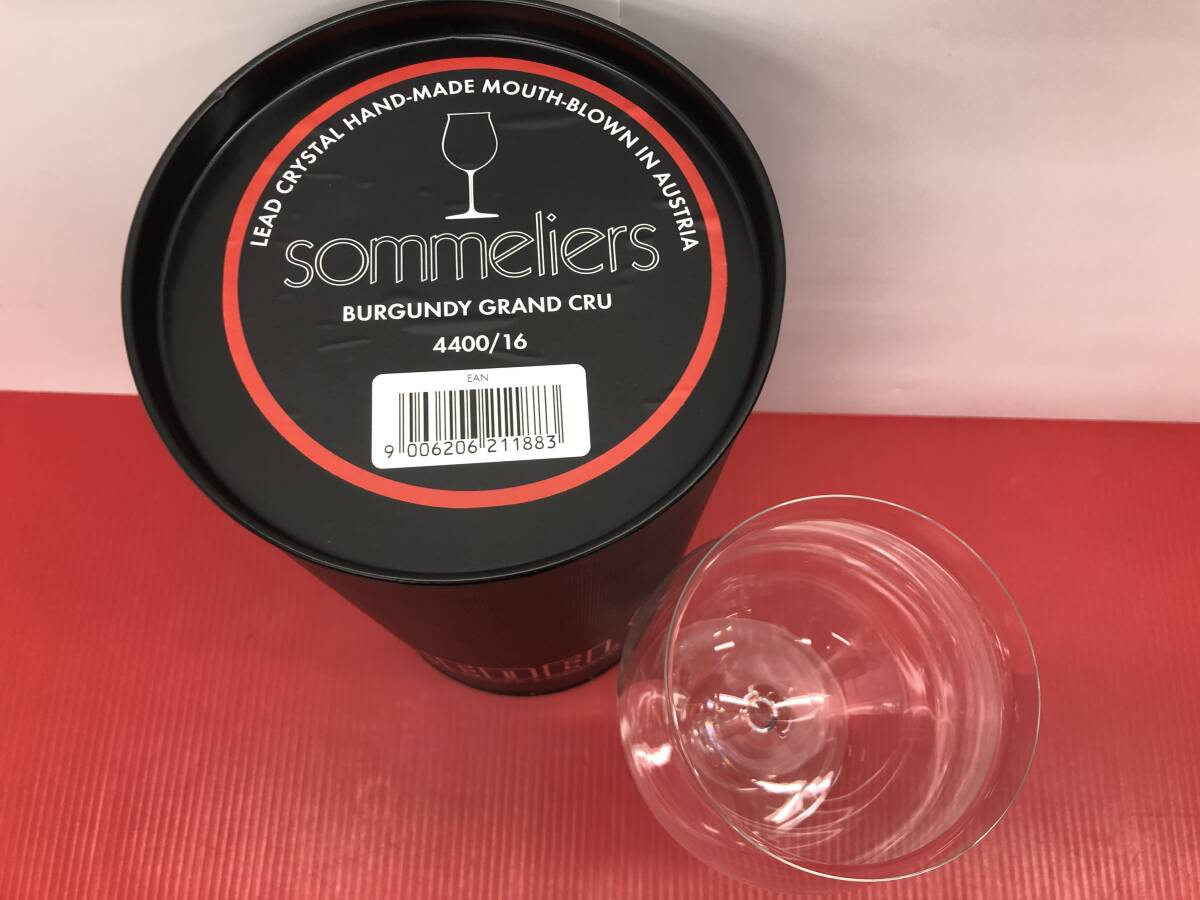 LEAD CRYSTAL HAND-MADE MOUTH-BLOWN IN AUSTRIA
sommeliers
BURGUNDY GRAND CRU
4400/16
EAN
9 006206 211883